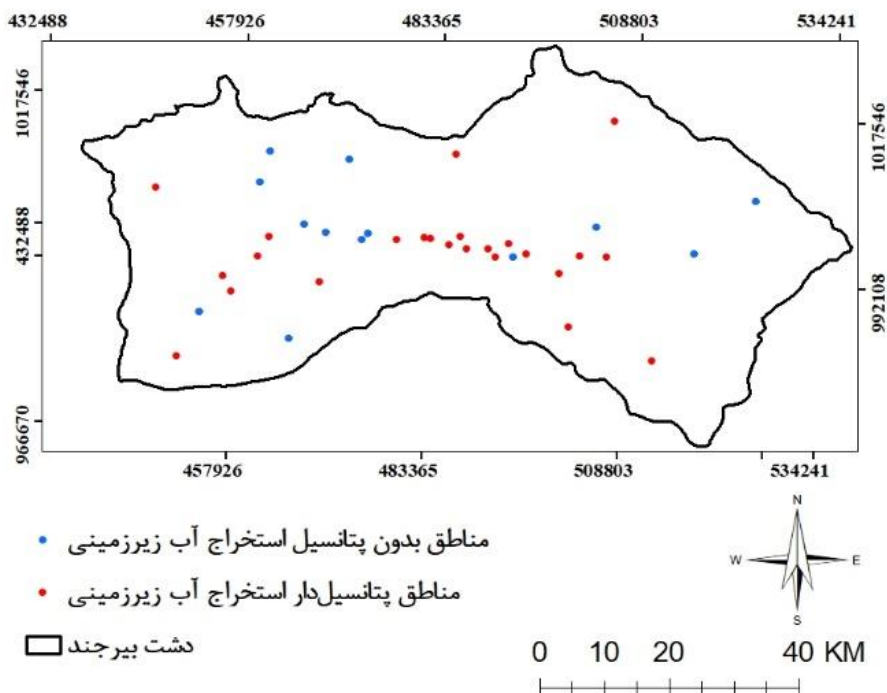 432488 457926 483365 508803 534241
1017546
1017546
432488
992108
966670
457926 483365 508803 534241
مناطق بدون پتانسیل استخراج آب زیرزمینی
مناطق پتانسیل‌دار استخراج آب زیرزمینی
دشت بیرجند
N
W E
S
0 10 20 40 KM